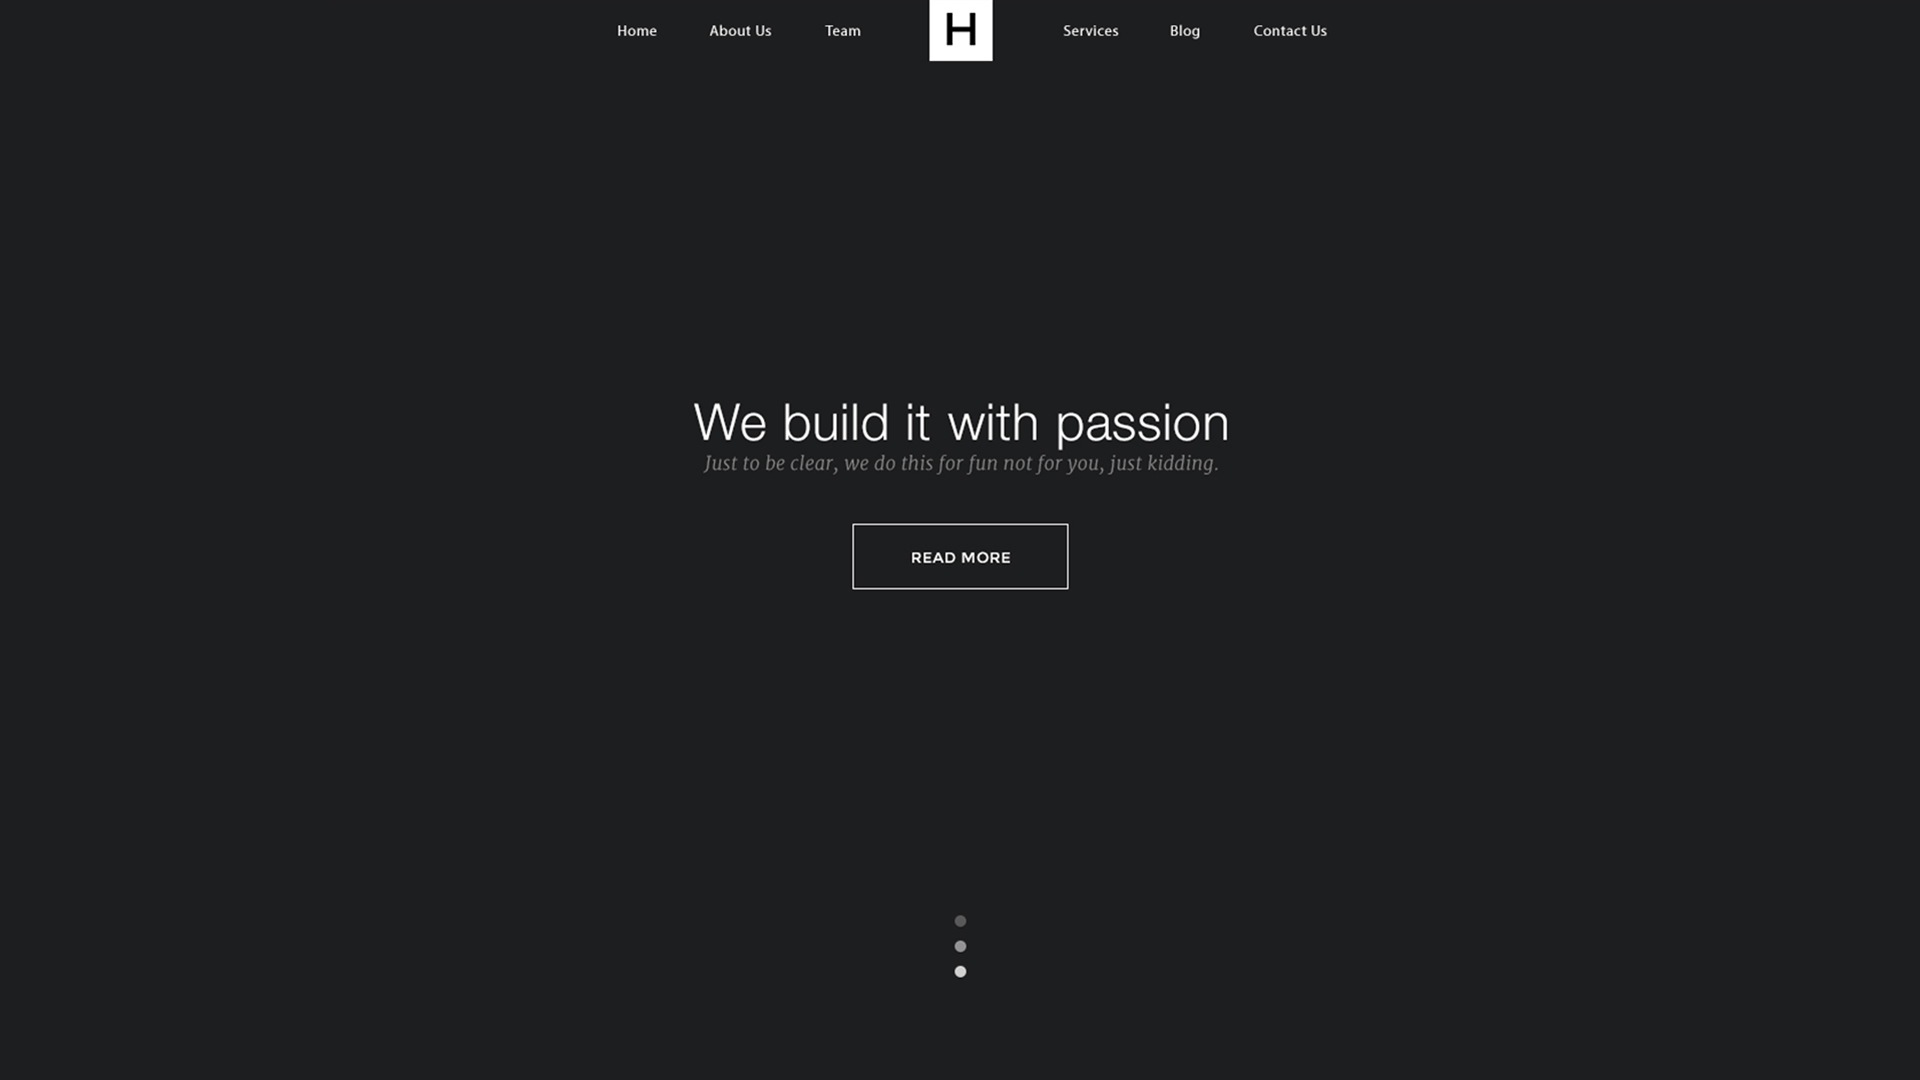 Home About Us Team H Services Blog Contact Us
We build it with passion
Just to be clear, we do this for fun not for you, just kidding.
READ MORE